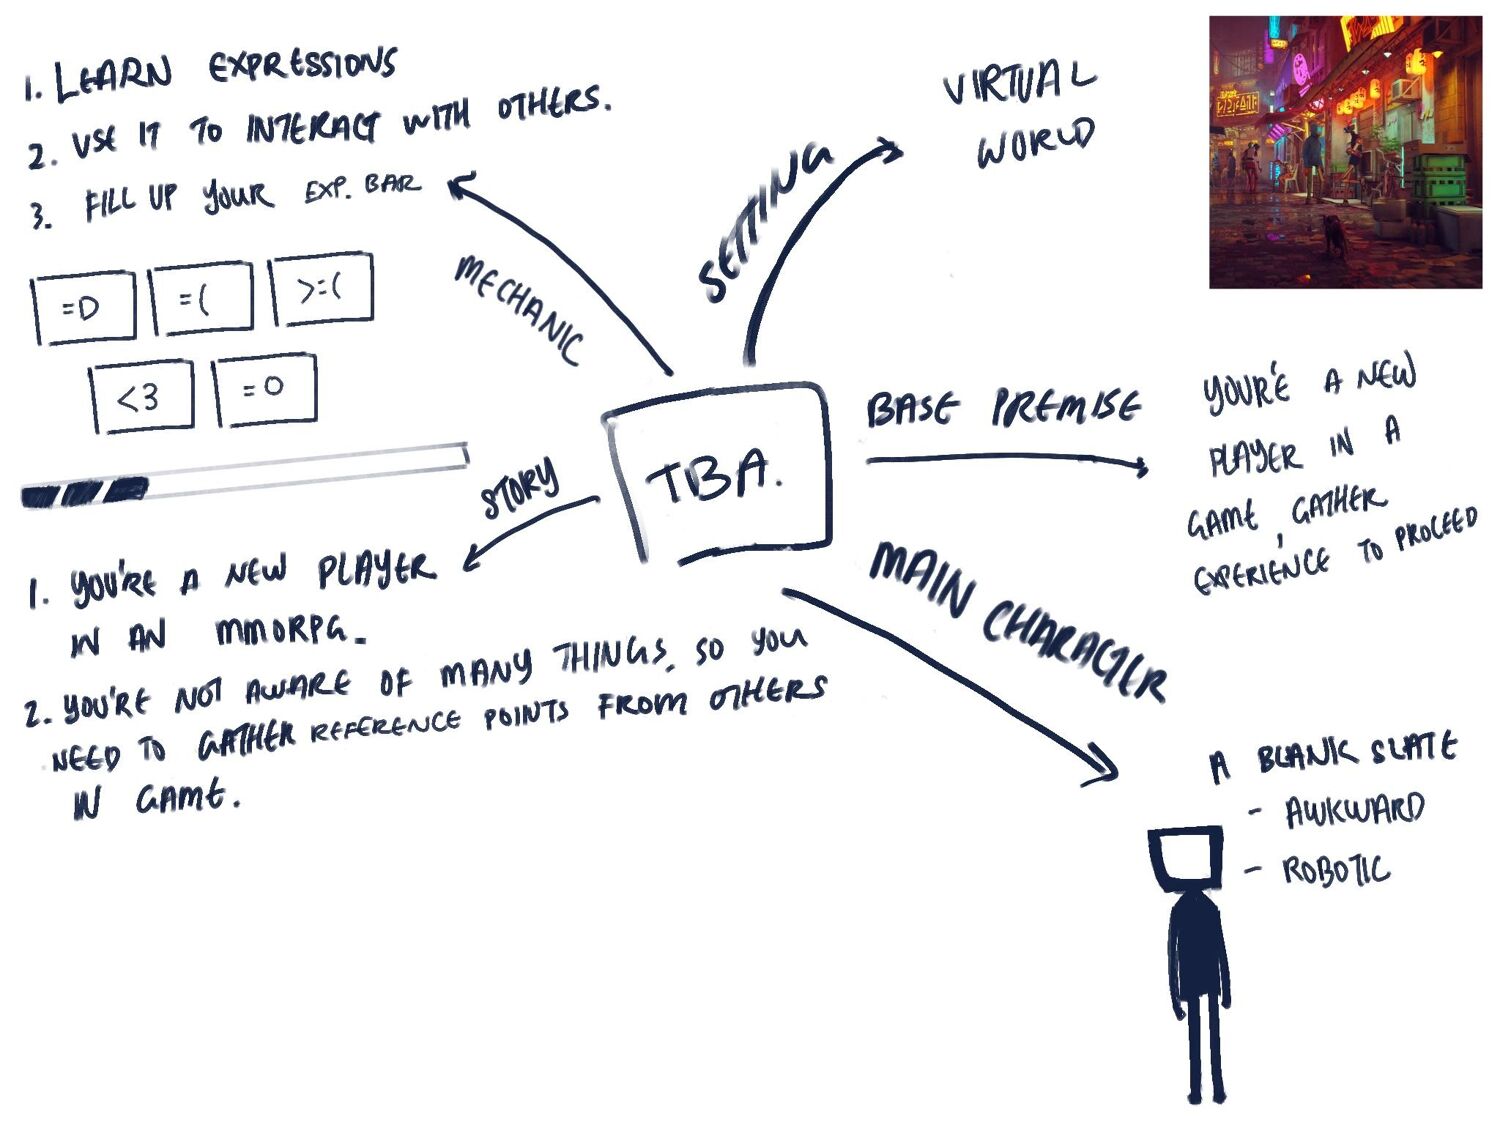 1. LEARN EXPRESSIONS
2. USE IT TO INTERACT WITH OTHERS.
3. FILL UP YOUR EXP. BAR
=D
=(
>=(
<3
=O
MECHANIC
SETTING
VIRTUAL
WORLD
TBA.
BASE PREMISE
YOUR'E A NEW
PLAYER IN A
GAME, GATHER
EXPERIENCE TO PROCEED
STORY
1. YOU'RE A NEW PLAYER
IN AN MMORPG.
2. YOU'RE NOT AWARE OF MANY THINGS, SO YOU
NEED TO GATHER REFERENCE POINTS FROM OTHERS
IN GAME.
MAIN CHARACTER
A BLANK SLATE
- AWKWARD
- ROBOTIC